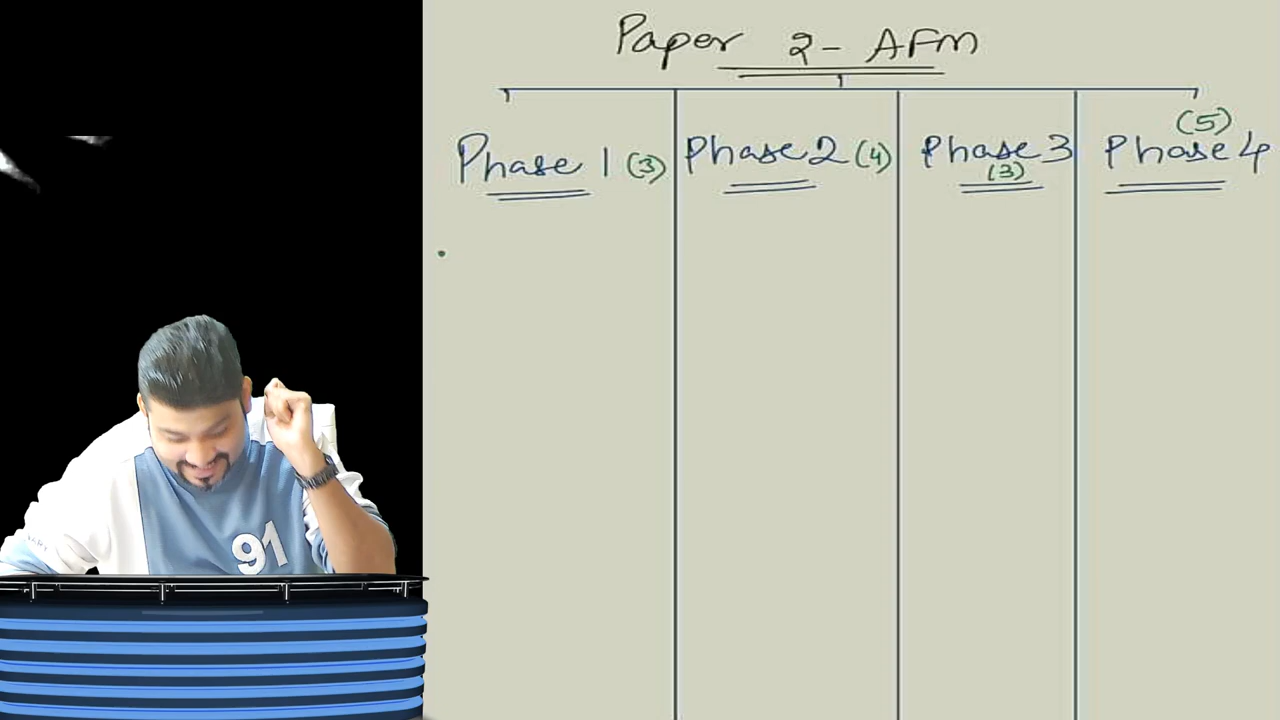 Paper 2 - AFM
Phase 1 (3)
Phase 2 (4)
Phase 3
(3)
(5)
Phase 4
91